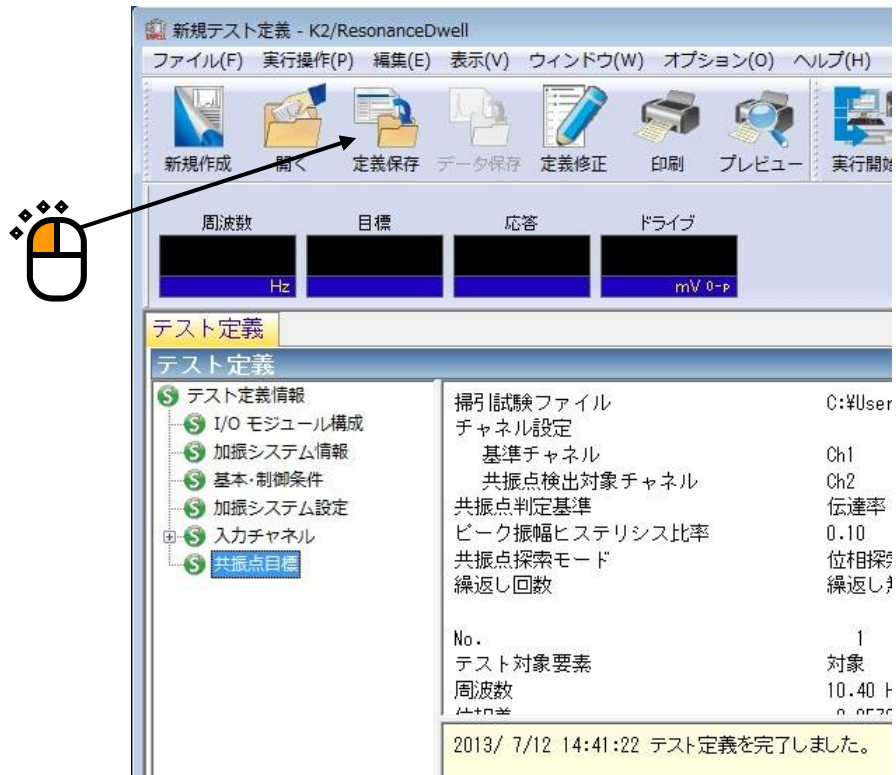 新規テスト定義 - K2/ResonanceDwell
ファイル(F) 実行操作(P) 編集(E) 表示(V) ウィンドウ(W) オプション(O) ヘルプ(H)
新規作成 開く 定義保存 データ保存 定義修正 印刷 プレビュー 実行開始
周波数 目標 応答 ドライブ
Hz mV 0-P
テスト定義
テスト定義
テスト定義情報
I/O モジュール構成
加振システム情報
基本・制御条件
加振システム設定
入力チャネル
共振点目標
掃引試験ファイル C:¥User
チャネル設定
基準チャネル Ch1
共振点検出対象チャネル Ch2
共振点判定基準 伝達率
ピーク振幅ヒステリシス比率 0.10
共振点探索モード 位相探
繰返し回数 繰返し
No. 1
テスト対象要素 対象
周波数 10.40
2013/ 7/12 14:41:22 テスト定義を完了しました。